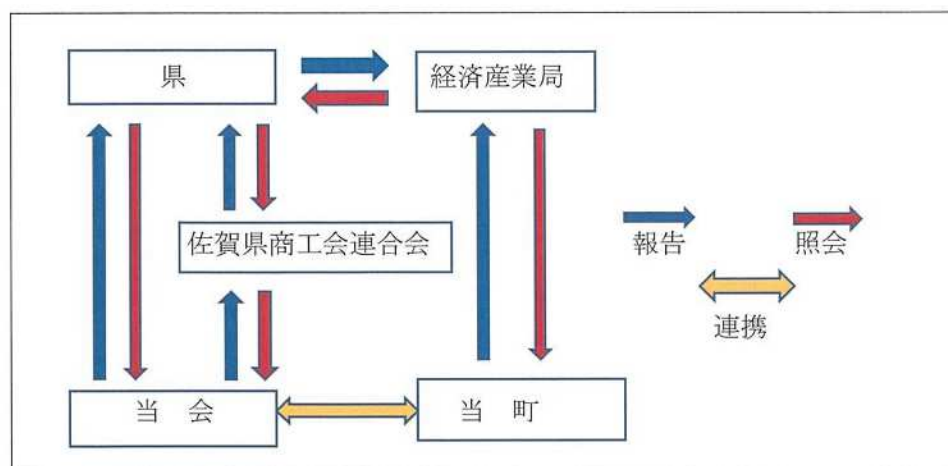 県
経済産業局
佐賀県商工会連合会
報告
照会
連携
当 会
当 町